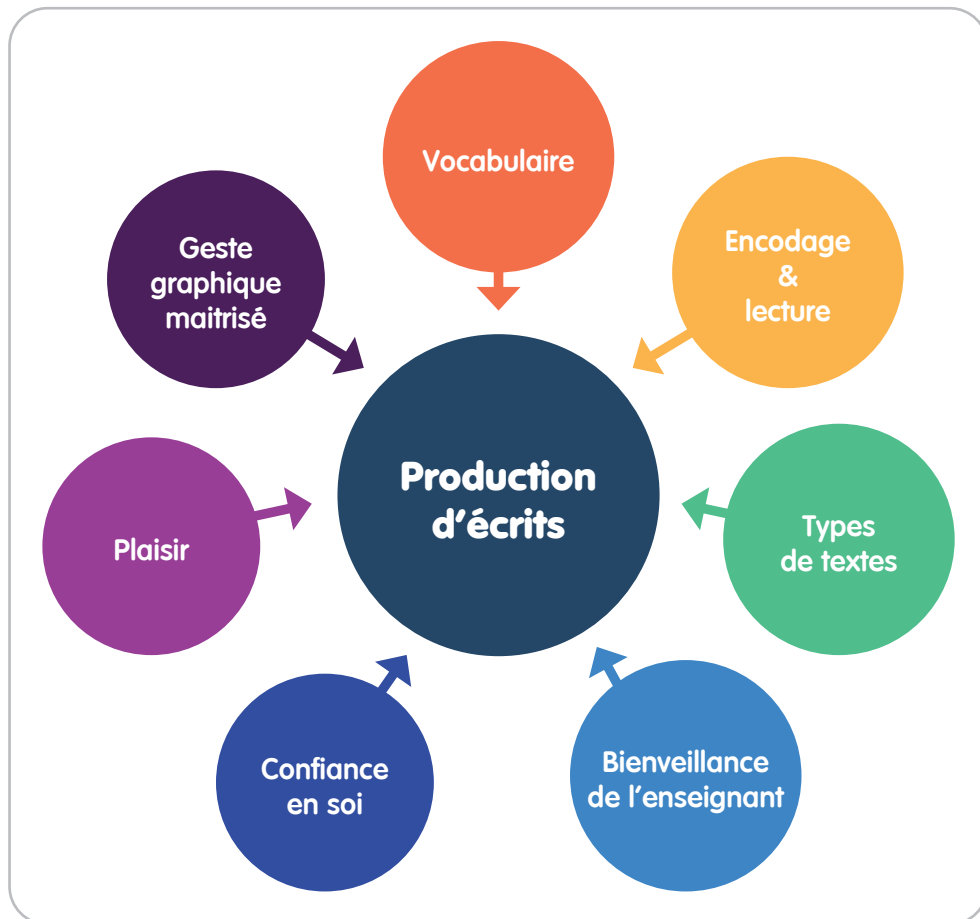 Vocabulaire
Encodage
&
lecture
Types
de textes
Bienveillance
de l'enseignant
Confiance
en soi
Plaisir
Geste
graphique
maitrisé
Production
d'écrits